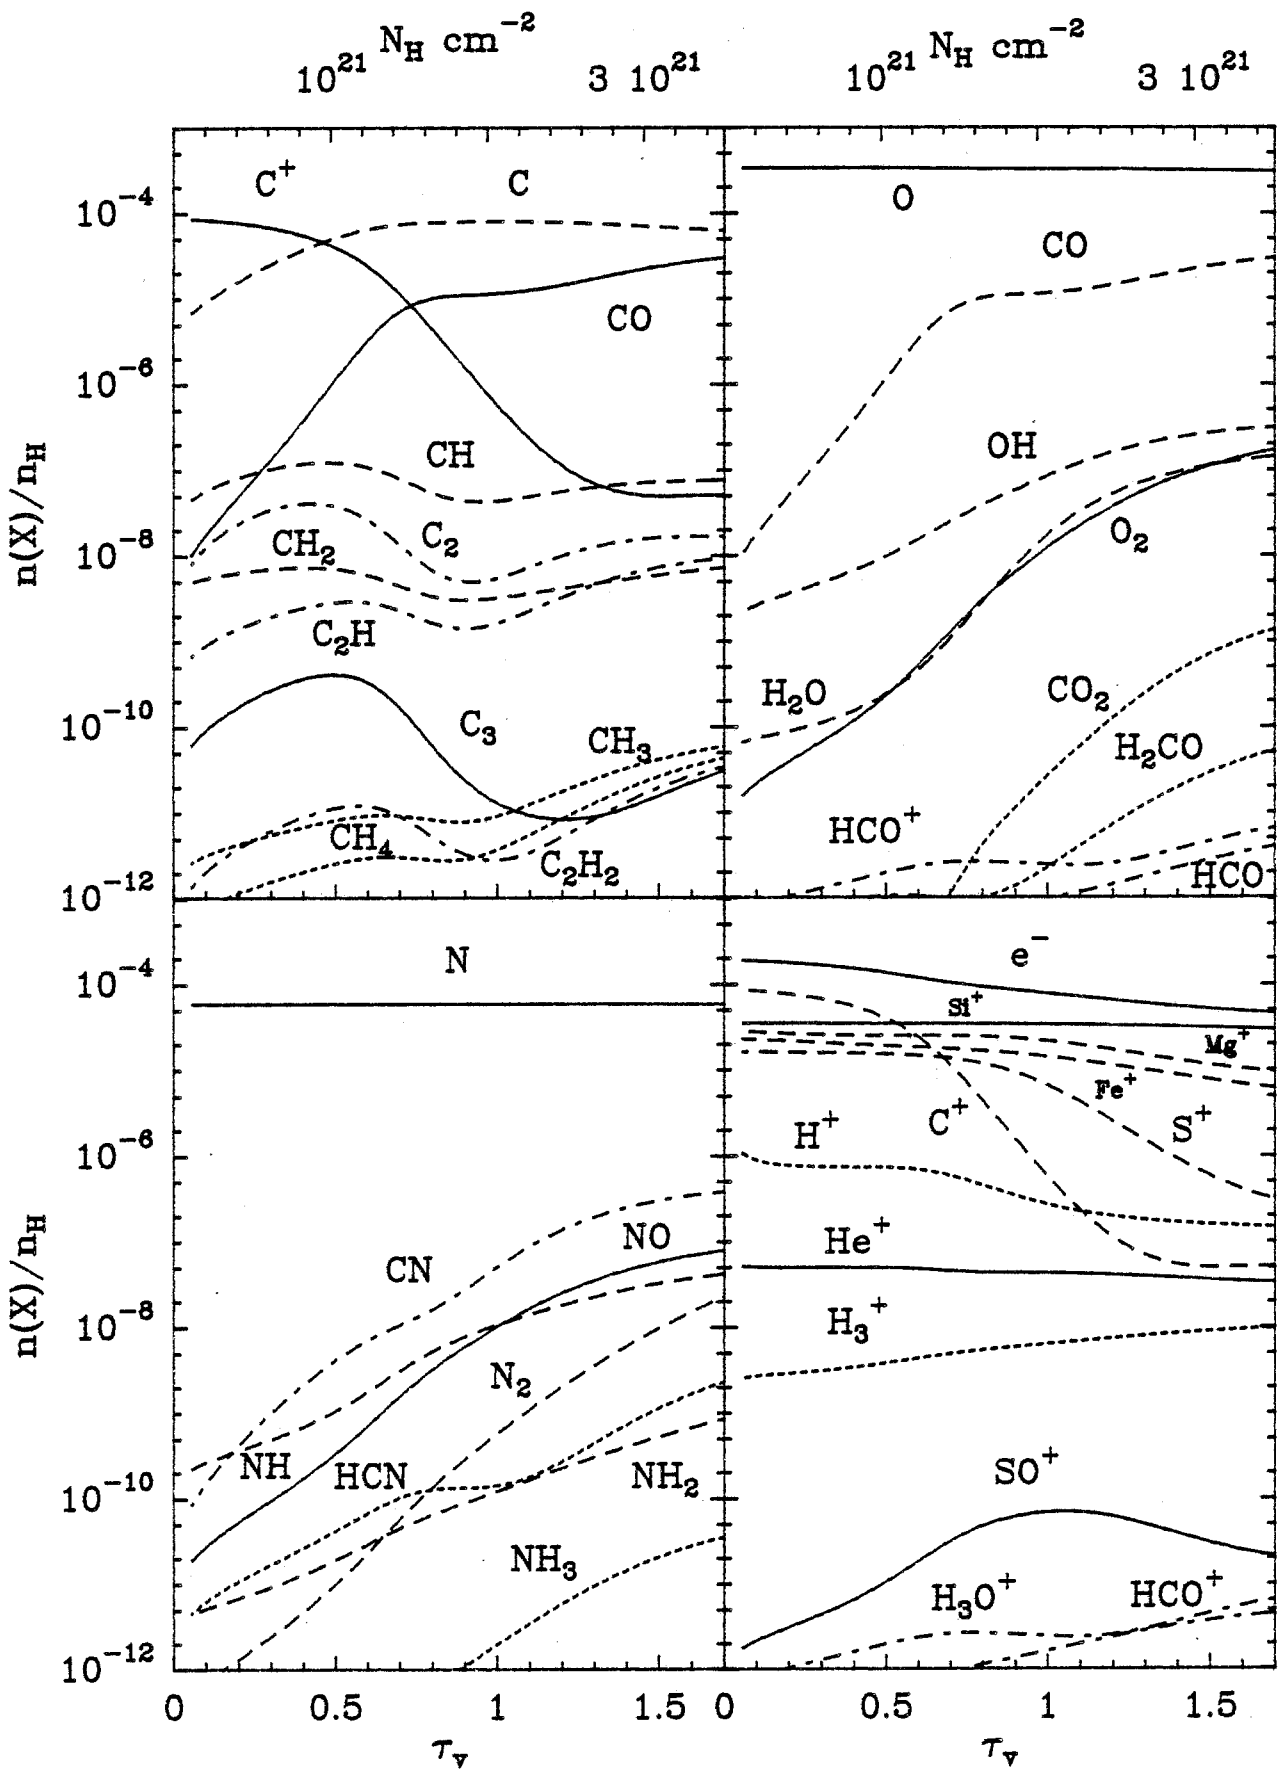 N_H cm^-2
10^21
3 10^21
N_H cm^-2
10^21
3 10^21
n(X)/n_H
10^-4
10^-6
10^-8
10^-10
10^-12
C^+
C
CO
CH
C_2
CH_2
C_2H
C_3
CH_3
CH_4
C_2H_2
O
CO
OH
O_2
H_2O
CO_2
H_2CO
HCO^+
HCO
n(X)/n_H
10^-4
10^-6
10^-8
10^-10
10^-12
N
CN
NO
N_2
NH
HCN
NH_2
NH_3
e^-
Si^+
Mg^+
Fe^+
C^+
S^+
H^+
He^+
H_3^+
SO^+
H_3O^+
HCO^+
0
0.5
1
1.5
0
0.5
1
1.5
τ_v
τ_v